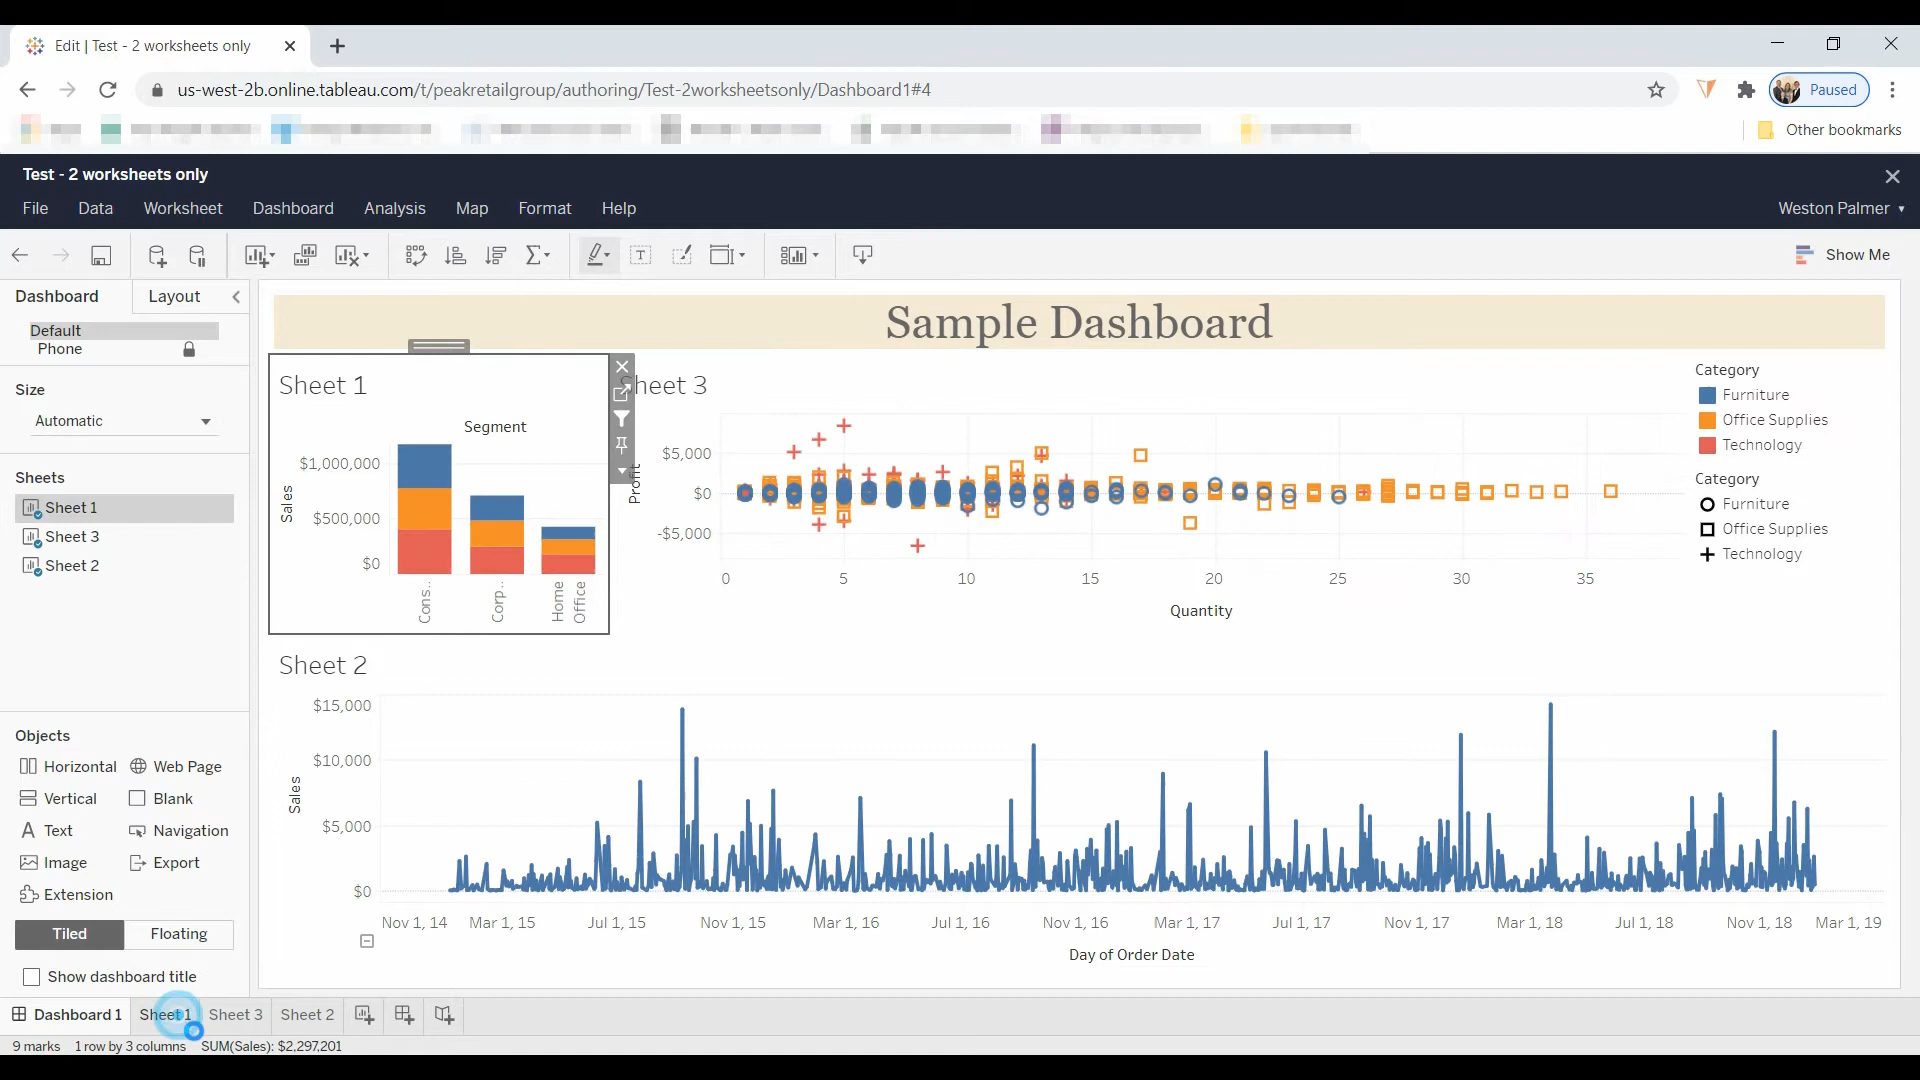 Edit | Test - 2 worksheets only
us-west-2b.online.tableau.com/t/peakretailgroup/authoring/Test-2worksheetsonly/Dashboard1#4
Paused
Other bookmarks
Test - 2 worksheets only
File Data Worksheet Dashboard Analysis Map Format Help
Weston Palmer
Show Me
Dashboard Layout
Default
Phone
Size
Automatic
Sheets
Sheet 1
Sheet 3
Sheet 2
Objects
Horizontal Web Page
Vertical Blank
Text Navigation
Image Export
Extension
Tiled Floating
Show dashboard title
Sample Dashboard
Sheet 1
Segment
Sales
$1,000,000
$500,000
$0
Cons..
Corp..
Home Office
Sheet 3
Profit
$5,000
$0
-$5,000
0 5 10 15 20 25 30 35
Quantity
Category
Furniture
Office Supplies
Technology
Category
Furniture
Office Supplies
Technology
Sheet 2
Sales
$15,000
$10,000
$5,000
$0
Nov 1, 14 Mar 1, 15 Jul 1, 15 Nov 1, 15 Mar 1, 16 Jul 1, 16 Nov 1, 16 Mar 1, 17 Jul 1, 17 Nov 1, 17 Mar 1, 18 Jul 1, 18 Nov 1, 18 Mar 1, 19
Day of Order Date
Dashboard 1 Sheet 1 Sheet 3 Sheet 2
9 marks 1 row by 3 columns SUM(Sales): $2,297,201